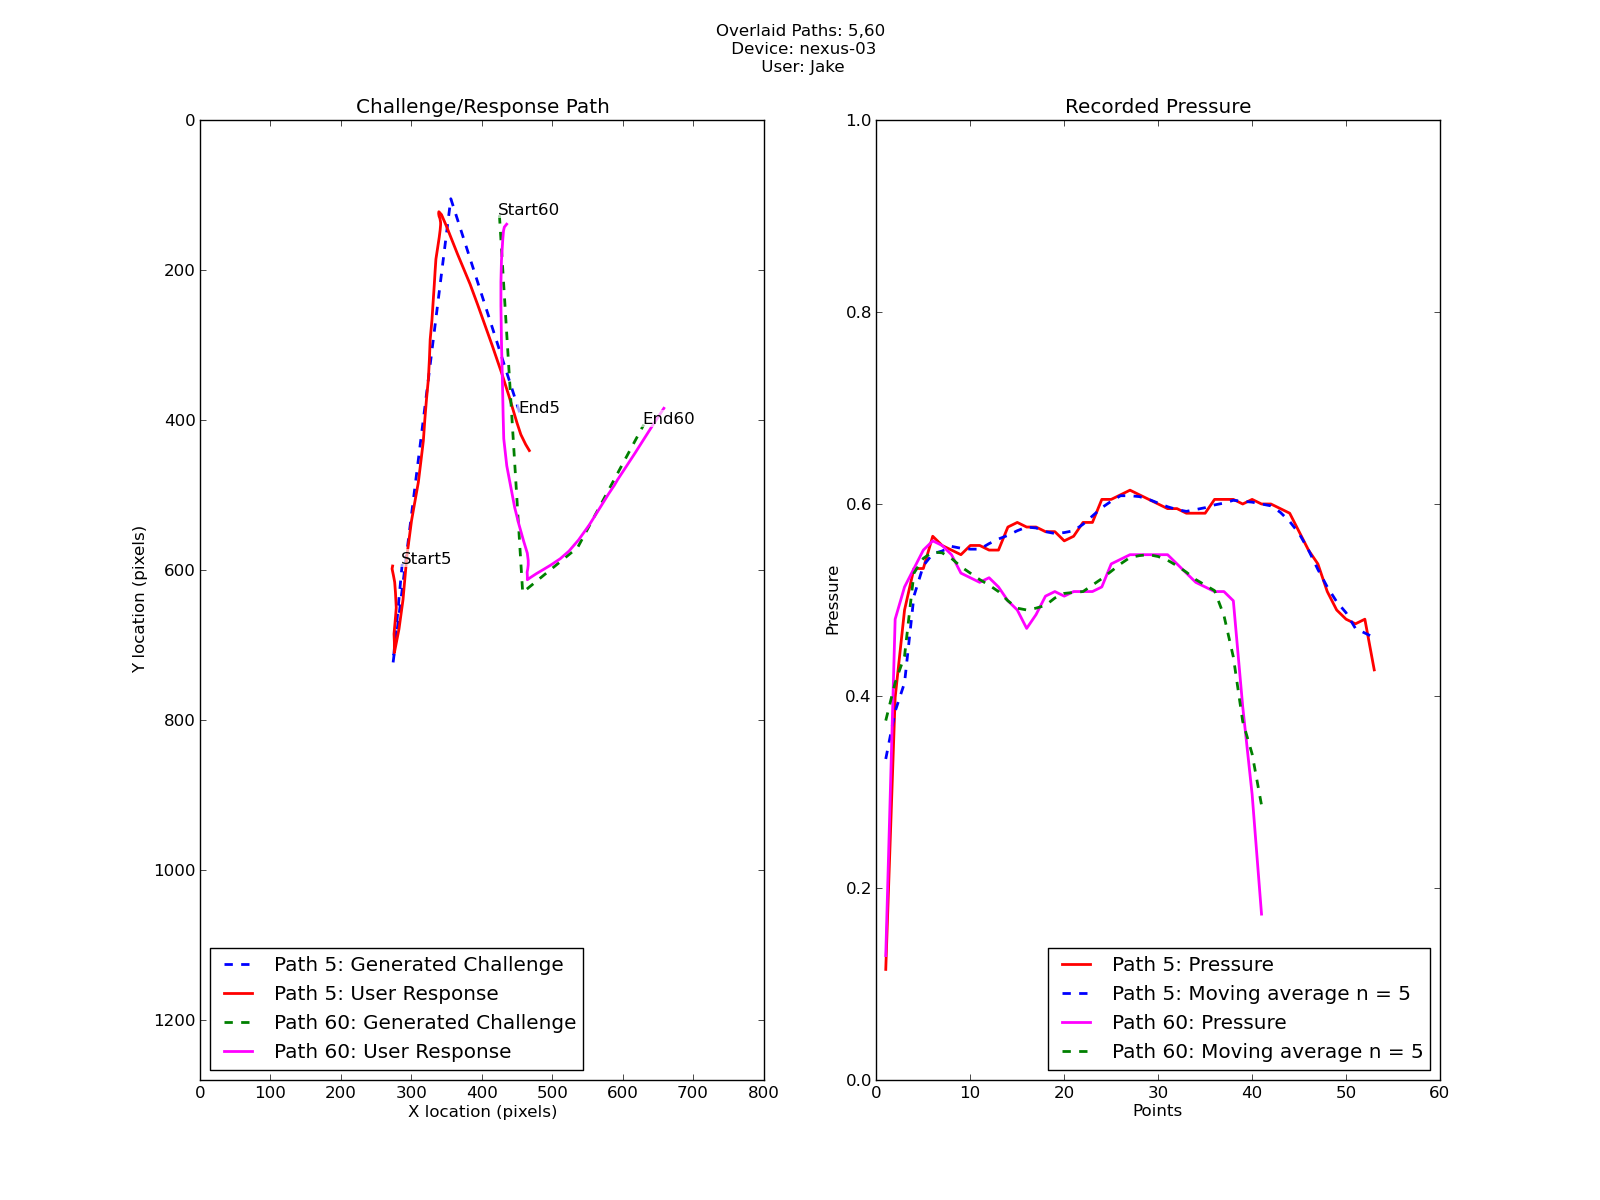 Overlaid Paths: 5,60
Device: nexus-03
User: Jake
Challenge/Response Path
0
200
400
600
800
1000
1200
Y location (pixels)
Start60
End5
End60
Start5
Path 5: Generated Challenge
Path 5: User Response
Path 60: Generated Challenge
Path 60: User Response
0 100 200 300 400 500 600 700 800
X location (pixels)
Recorded Pressure
1.0
0.8
0.6
0.4
0.2
0.0
Pressure
Path 5: Pressure
Path 5: Moving average n = 5
Path 60: Pressure
Path 60: Moving average n = 5
0 10 20 30 40 50 60
Points